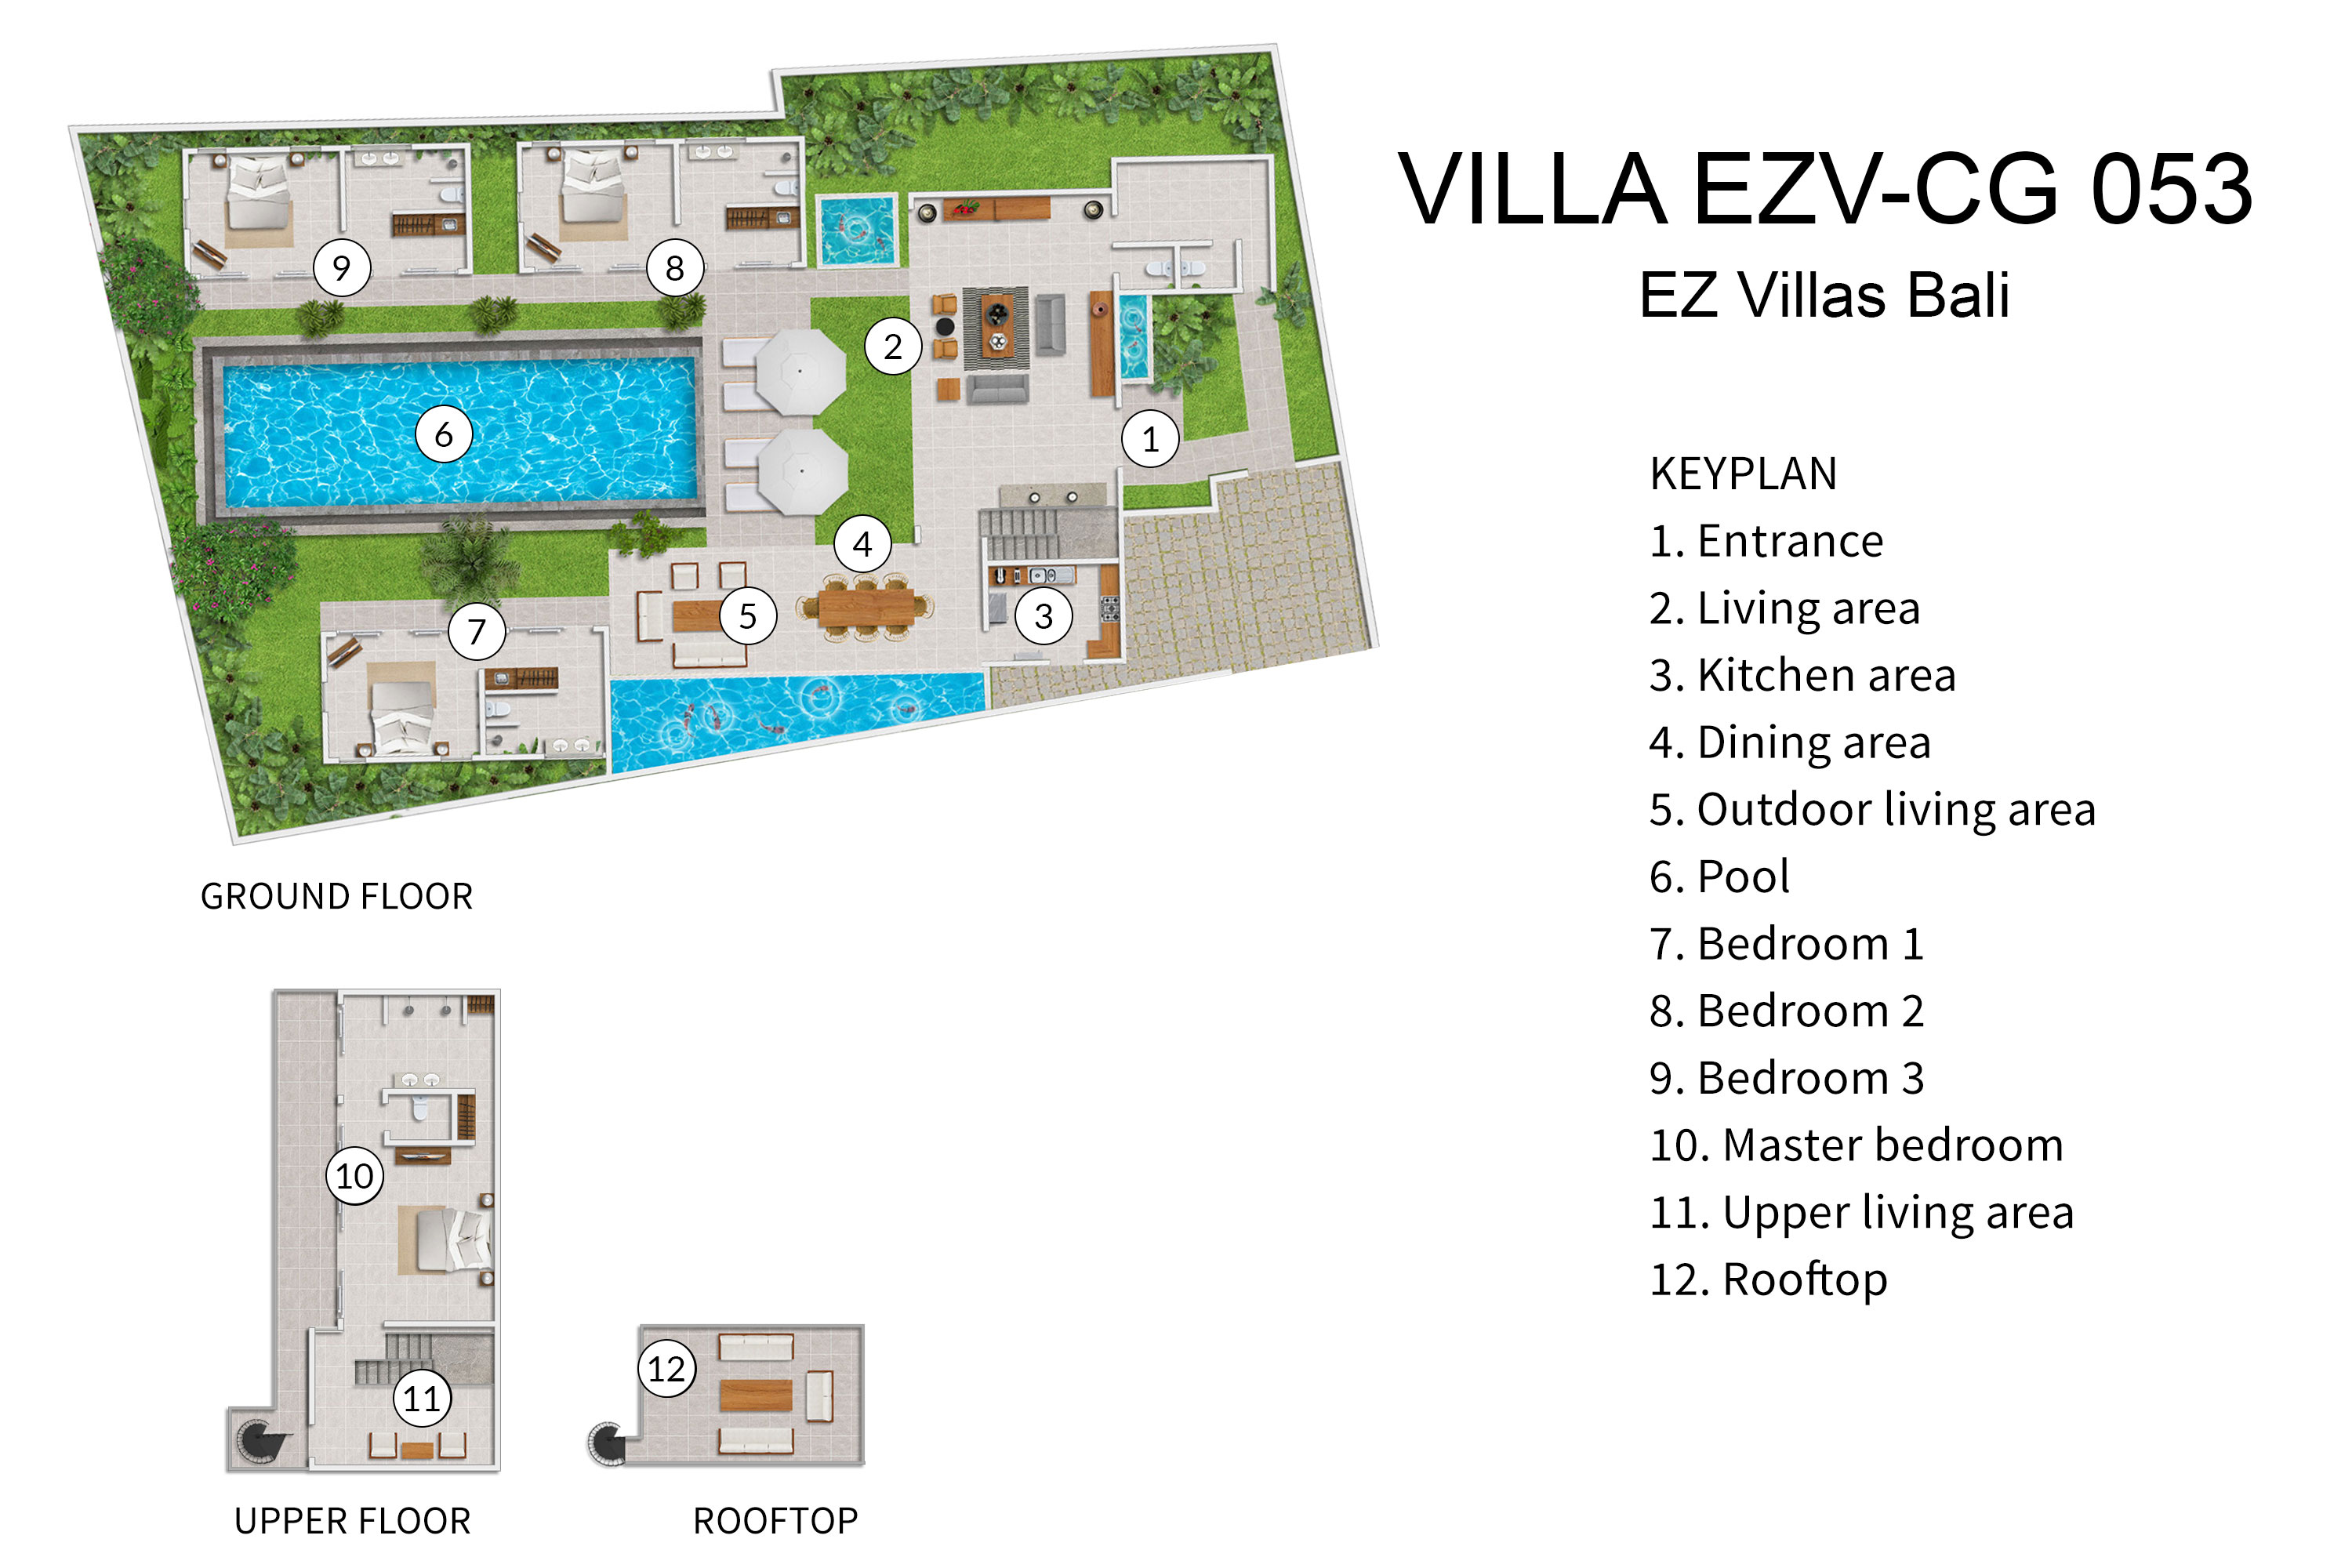 VILLA EZV-CG 053
EZ Villas Bali
KEYPLAN
1. Entrance
2. Living area
3. Kitchen area
4. Dining area
5. Outdoor living area
6. Pool
7. Bedroom 1
8. Bedroom 2
9. Bedroom 3
10. Master bedroom
11. Upper living area
12. Rooftop
9
8
2
6
1
4
5
3
7
GROUND FLOOR
10
11
UPPER FLOOR
12
ROOFTOP